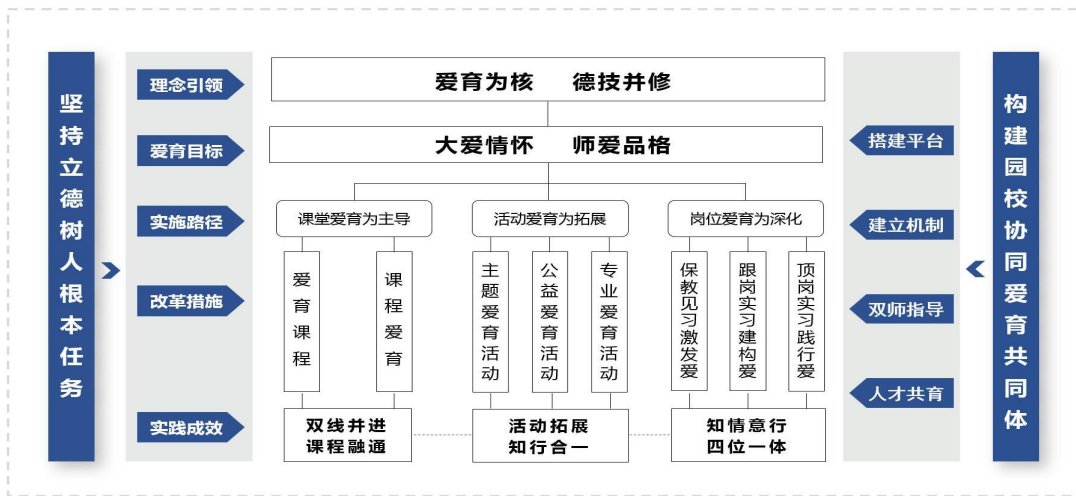 坚持立德树人根本任务
理念引领
爱育目标
实施路径
改革措施
实践成效
爱育为核 德技并修
大爱情怀 师爱品格
课堂爱育为主导
活动爱育为拓展
岗位爱育为深化
爱育课程
课程爱育
主题爱育活动
公益爱育活动
专业爱育活动
保教见习激发爱
跟岗实习建构爱
顶岗实习践行爱
双线并进
课程融通
活动拓展
知行合一
知情意行
四位一体
搭建平台
建立机制
双师指导
人才共育
构建园校协同爱育共同体